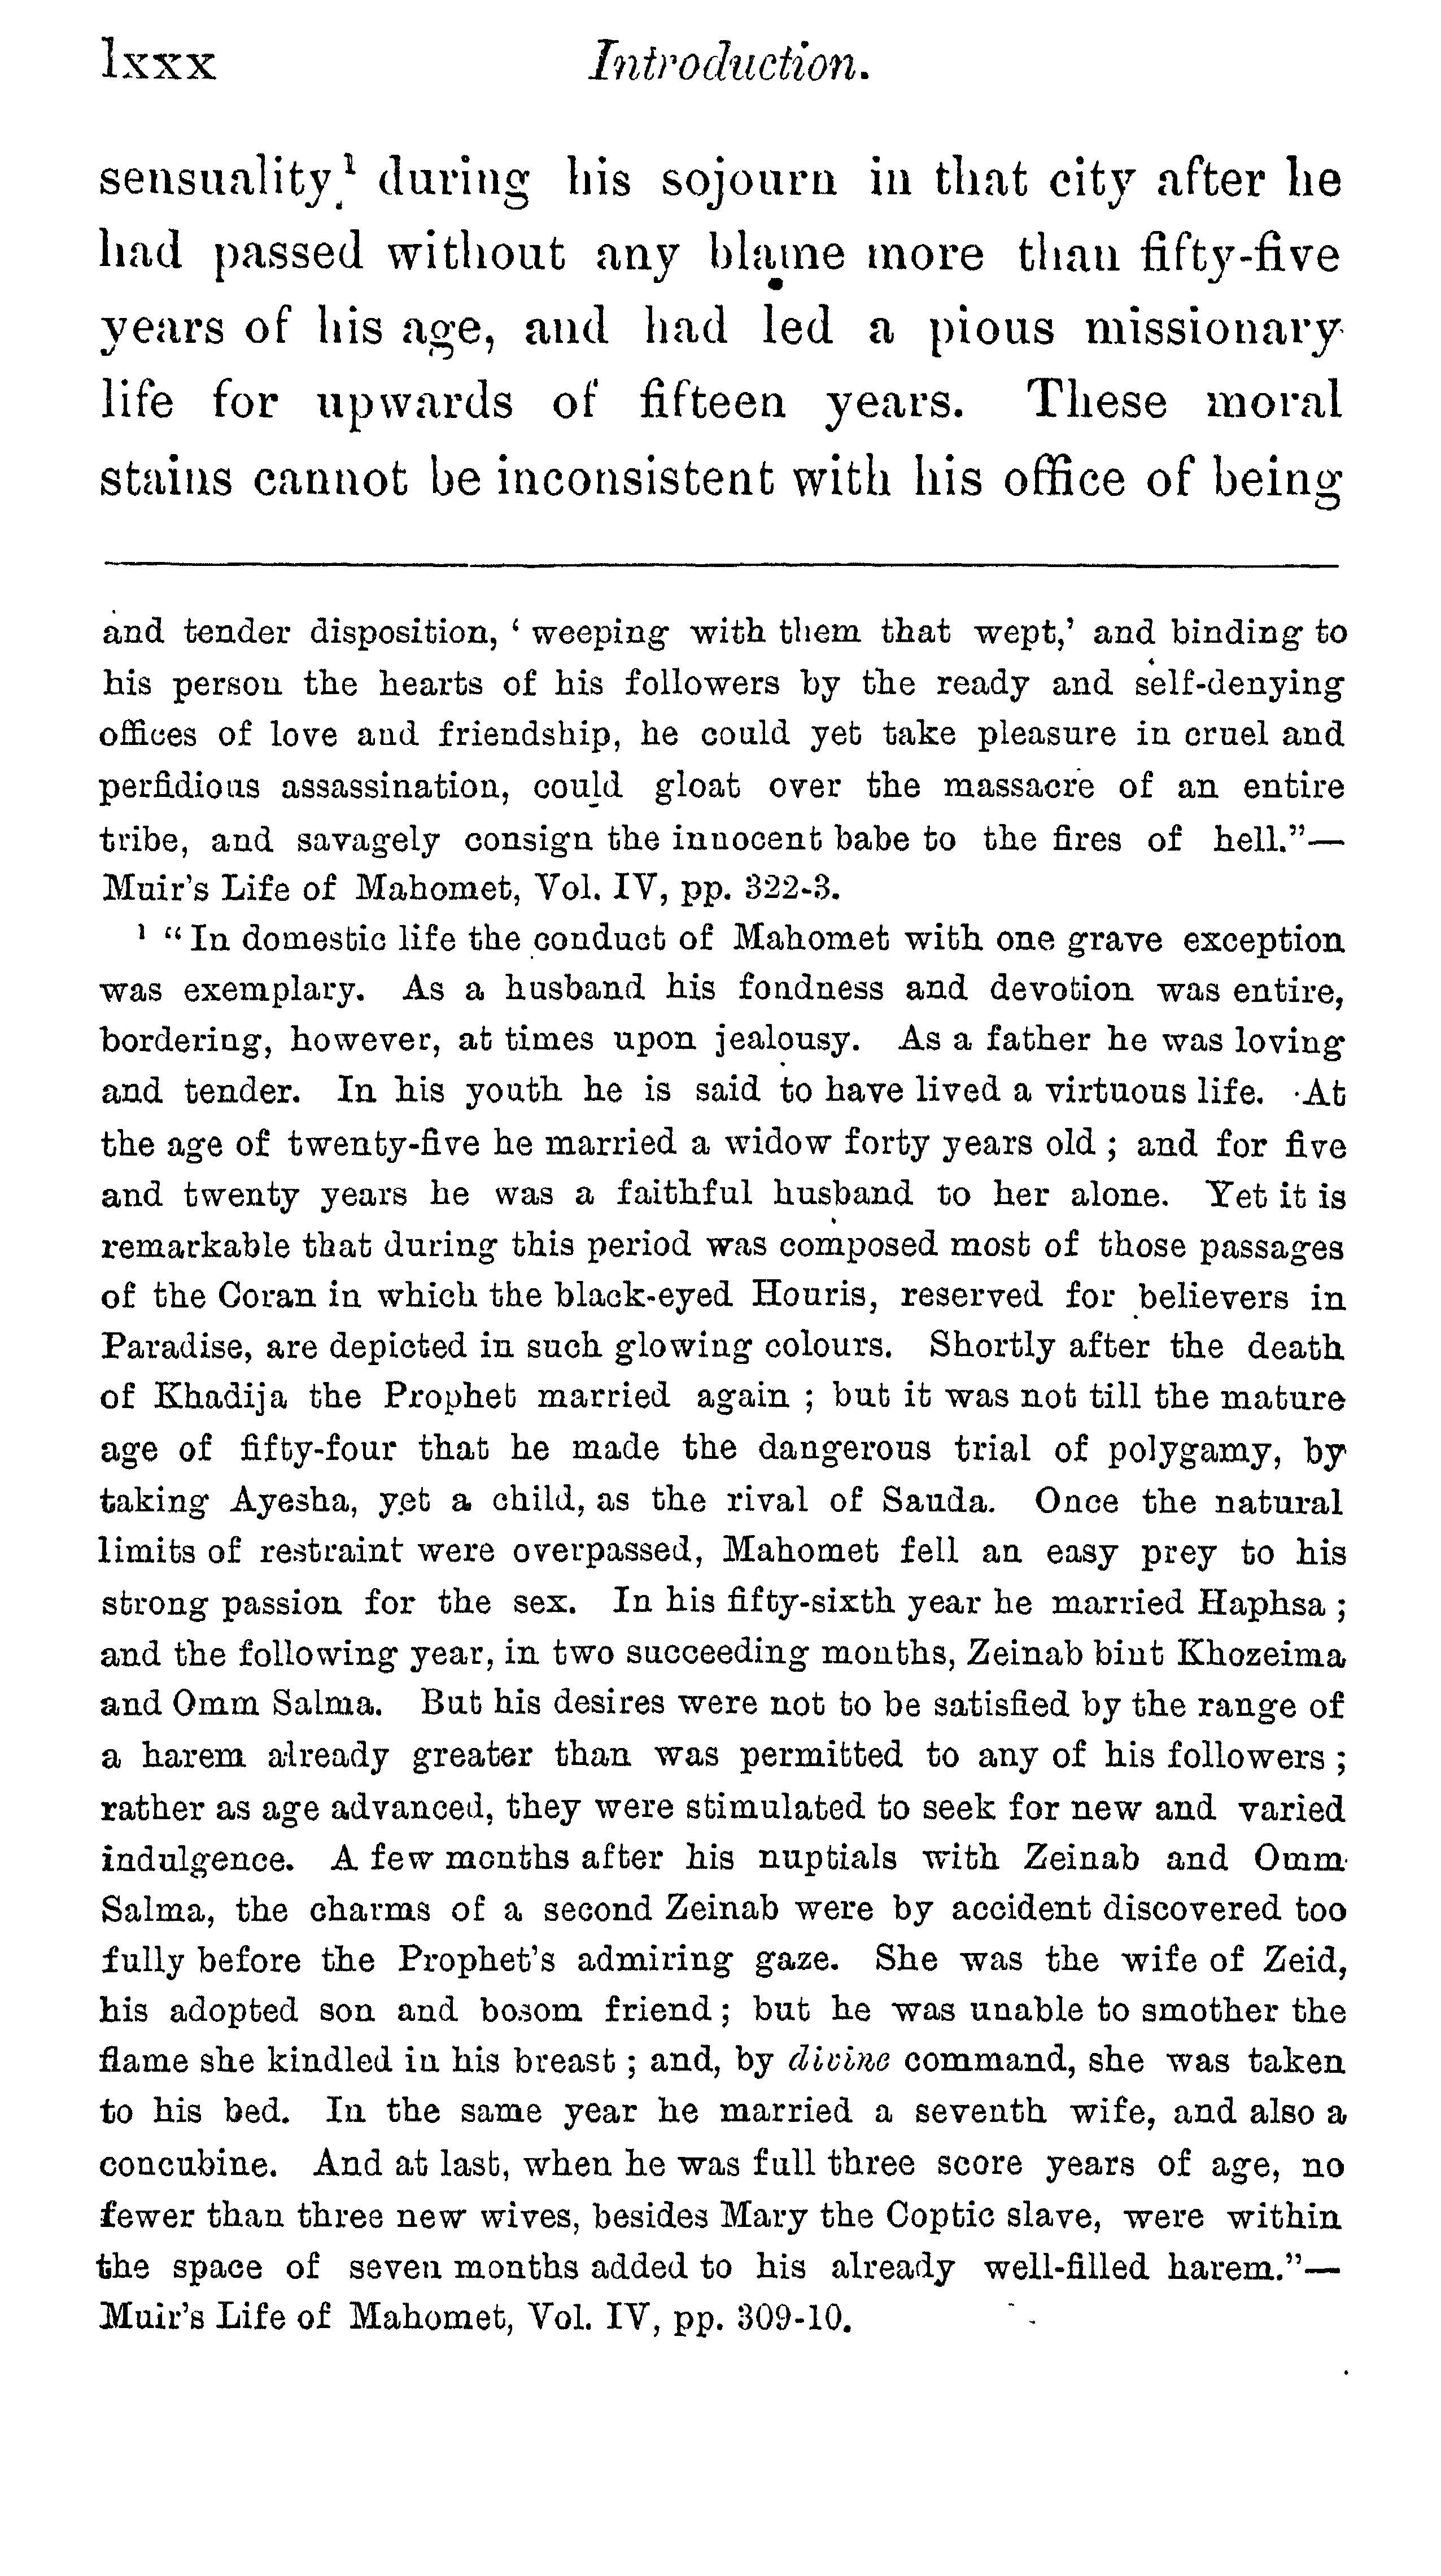 lxxx Introduction.
sensuality,¹ during his sojourn in that city after he
had passed without any blame more than fifty-five
years of his age, and had led a pious missionary
life for upwards of fifteen years. These moral
stains cannot be inconsistent with his office of being
and tender disposition, ‘ weeping with them that wept,’ and binding to
his person the hearts of his followers by the ready and self-denying
offices of love and friendship, he could yet take pleasure in cruel and
perfidious assassination, could gloat over the massacre of an entire
tribe, and savagely consign the innocent babe to the fires of hell.”—
Muir’s Life of Mahomet, Vol. IV, pp. 322-3.
¹ “ In domestic life the conduct of Mahomet with one grave exception
was exemplary. As a husband his fondness and devotion was entire,
bordering, however, at times upon jealousy. As a father he was loving
and tender. In his youth he is said to have lived a virtuous life. At
the age of twenty-five he married a widow forty years old ; and for five
and twenty years he was a faithful husband to her alone. Yet it is
remarkable that during this period was composed most of those passages
of the Coran in which the black-eyed Houris, reserved for believers in
Paradise, are depicted in such glowing colours. Shortly after the death
of Khadija the Prophet married again ; but it was not till the mature
age of fifty-four that he made the dangerous trial of polygamy, by
taking Ayesha, yet a child, as the rival of Sauda. Once the natural
limits of restraint were overpassed, Mahomet fell an easy prey to his
strong passion for the sex. In his fifty-sixth year he married Haphsa ;
and the following year, in two succeeding months, Zeinab bint Khozeima
and Omm Salma. But his desires were not to be satisfied by the range of
a harem already greater than was permitted to any of his followers ;
rather as age advanced, they were stimulated to seek for new and varied
indulgence. A few months after his nuptials with Zeinab and Omm
Salma, the charms of a second Zeinab were by accident discovered too
fully before the Prophet’s admiring gaze. She was the wife of Zeid,
his adopted son and bosom friend ; but he was unable to smother the
flame she kindled in his breast ; and, by divine command, she was taken
to his bed. In the same year he married a seventh wife, and also a
concubine. And at last, when he was full three score years of age, no
fewer than three new wives, besides Mary the Coptic slave, were within
the space of seven months added to his already well-filled harem.”—
Muir’s Life of Mahomet, Vol. IV, pp. 309-10.